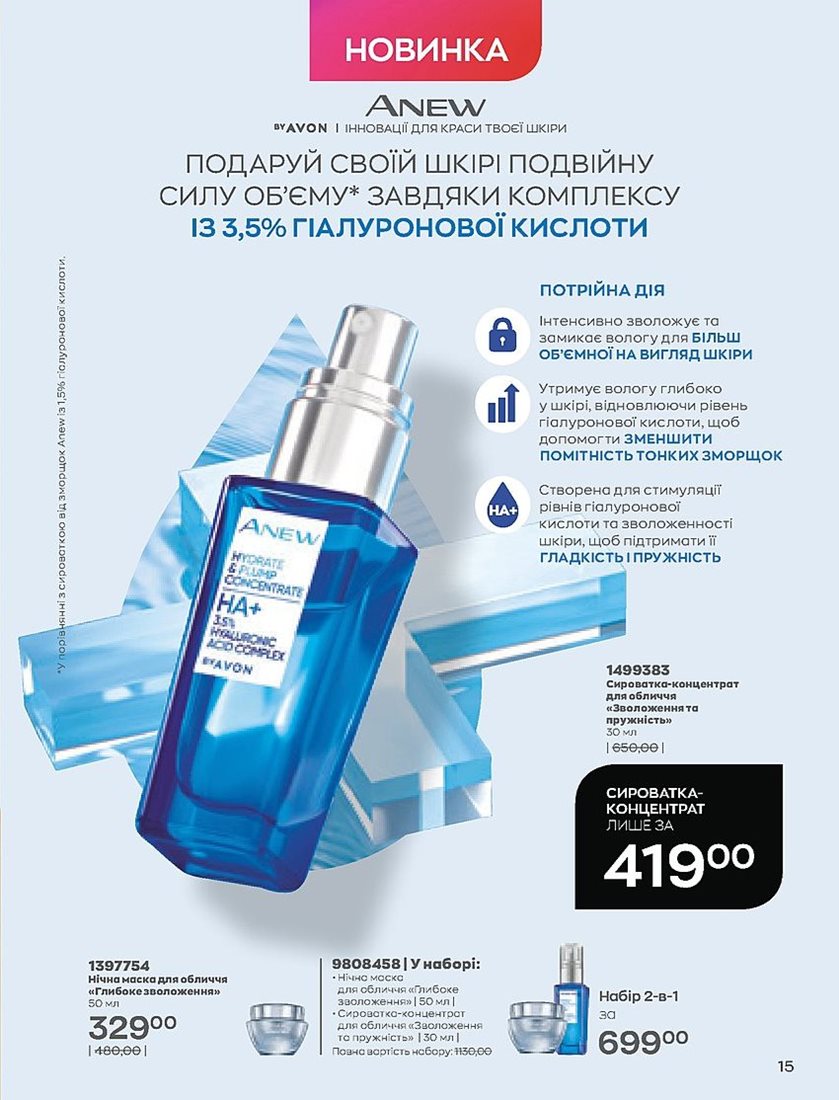 НОВИНКА
ANEW
BY AVON | ІННОВАЦІЇ ДЛЯ КРАСИ ТВОЄЇ ШКІРИ
ПОДАРУЙ СВОЇЙ ШКІРІ ПОДВІЙНУ
СИЛУ ОБ’ЄМУ* ЗАВДЯКИ КОМПЛЕКСУ
ІЗ 3,5% ГІАЛУРОНОВОЇ КИСЛОТИ
*У порівнянні з сироваткою від зморщок Anew із 1,5% гіалуронової кислоти.
ПОТРІЙНА ДІЯ
Інтенсивно зволожує та
замикає вологу для БІЛЬШ
ОБ’ЄМНОЇ НА ВИГЛЯД ШКІРИ
Утримує вологу глибоко
у шкірі, відновлюючи рівень
гіалуронової кислоти, щоб
допомогти ЗМЕНШИТИ
ПОМІТНІСТЬ ТОНКИХ ЗМОРЩОК
HA+
Створена для стимуляції
рівнів гіалуронової
кислоти та зволоженності
шкіри, щоб підтримати її
ГЛАДКІСТЬ І ПРУЖНІСТЬ
ANEW
HYDRATE
& PLUMP
CONCENTRATE
HA+
3.5%
HYALURONIC
ACID COMPLEX
BY AVON
1499383
Сироватка-концентрат
для обличчя
«Зволоження та
пружність»
30 мл
| 650,00 |
СИРОВАТКА-
КОНЦЕНТРАТ
ЛИШЕ ЗА
41900
1397754
Нічна маска для обличчя
«Глибоке зволоження»
50 мл
32900
| 480,00 |
9808458 | У наборі:
• Нічна маска
для обличчя «Глибоке
зволоження» | 50 мл |
• Сироватка-концентрат
для обличчя «Зволоження
та пружність» | 30 мл |
Повна вартість набору: 1130,00
Набір 2-в-1
за
69900
15